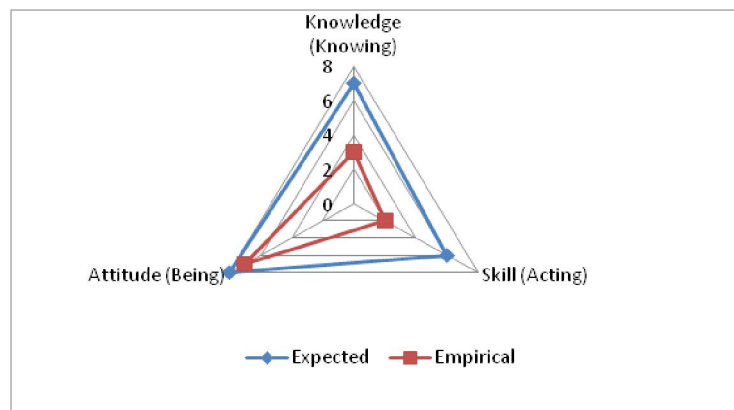 Knowledge
(Knowing)
8
6
4
2
0
Attitude (Being)
Skill (Acting)
Expected
Empirical